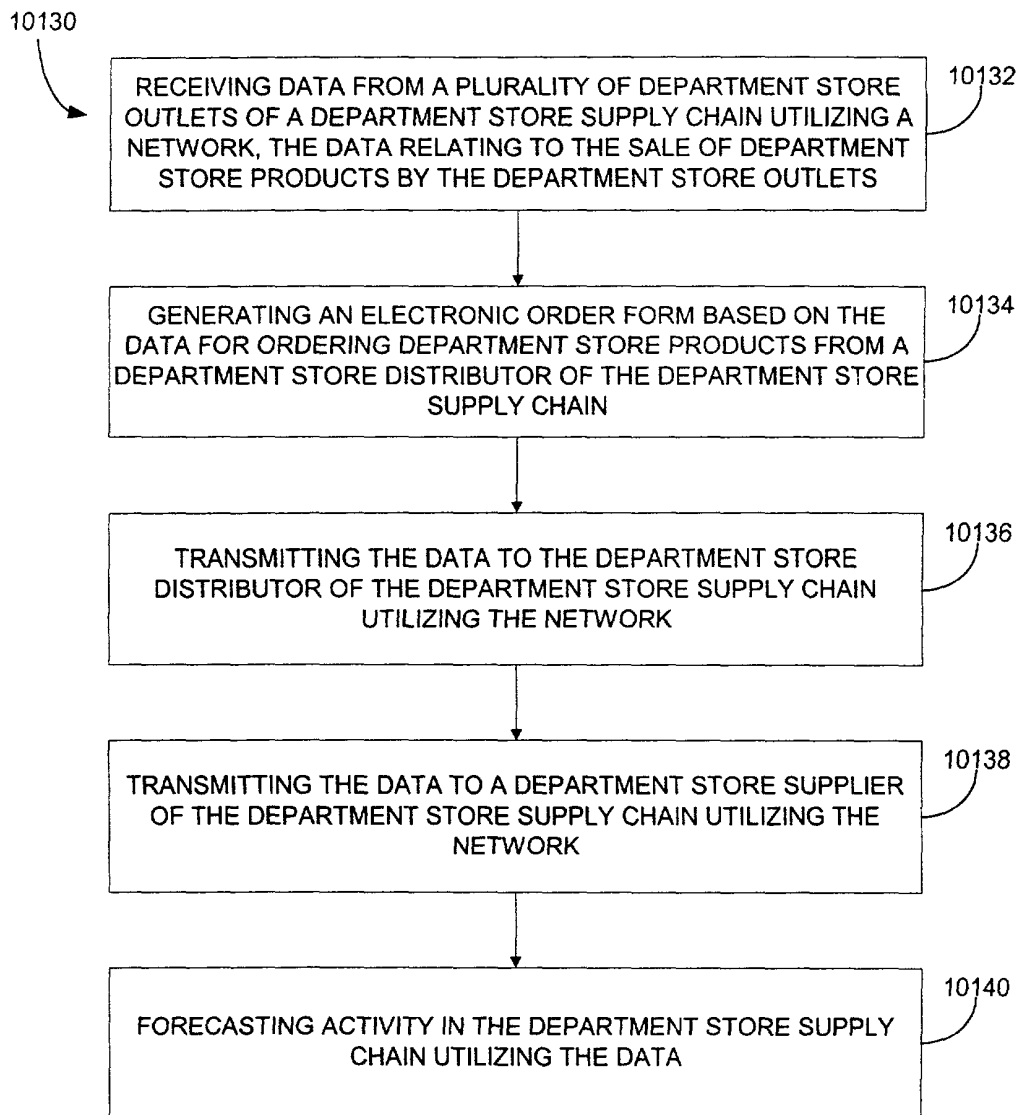 10130
RECEIVING DATA FROM A PLURALITY OF DEPARTMENT STORE
OUTLETS OF A DEPARTMENT STORE SUPPLY CHAIN UTILIZING A
NETWORK, THE DATA RELATING TO THE SALE OF DEPARTMENT
STORE PRODUCTS BY THE DEPARTMENT STORE OUTLETS
10132
GENERATING AN ELECTRONIC ORDER FORM BASED ON THE
DATA FOR ORDERING DEPARTMENT STORE PRODUCTS FROM A
DEPARTMENT STORE DISTRIBUTOR OF THE DEPARTMENT STORE
SUPPLY CHAIN
10134
TRANSMITTING THE DATA TO THE DEPARTMENT STORE
DISTRIBUTOR OF THE DEPARTMENT STORE SUPPLY CHAIN
UTILIZING THE NETWORK
10136
TRANSMITTING THE DATA TO A DEPARTMENT STORE SUPPLIER
OF THE DEPARTMENT STORE SUPPLY CHAIN UTILIZING THE
NETWORK
10138
FORECASTING ACTIVITY IN THE DEPARTMENT STORE SUPPLY
CHAIN UTILIZING THE DATA
10140